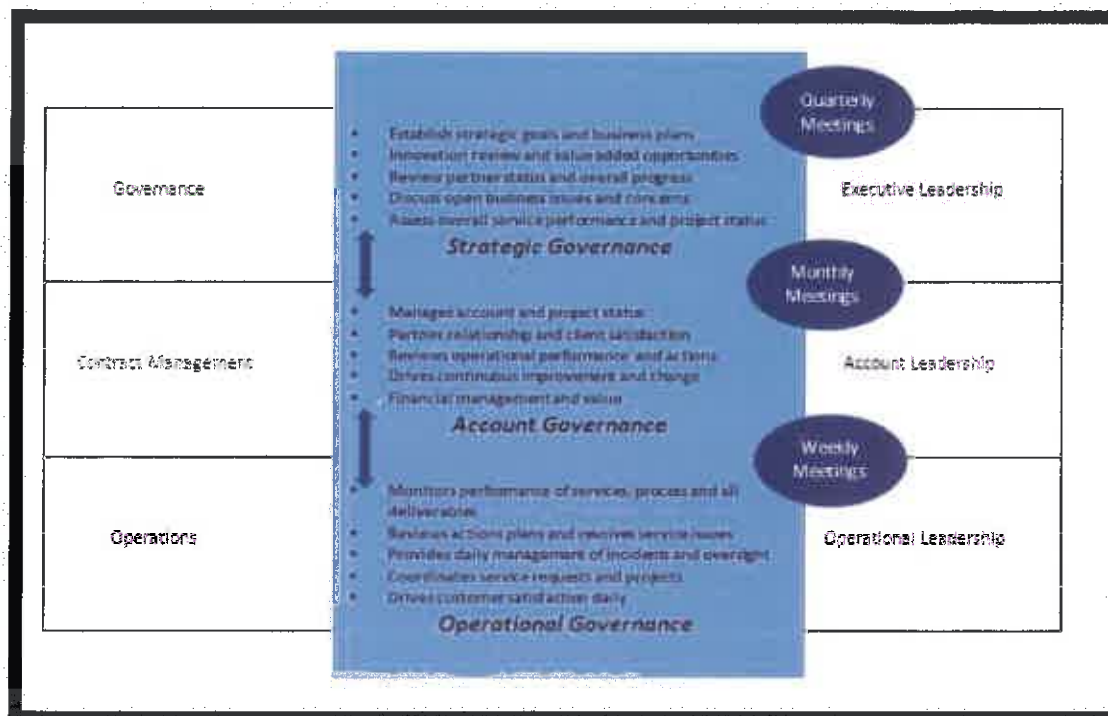 Quarterly
Meetings
• Establish strategic goals and business plans
• Innovation review and value added opportunities
• Review partner status and overall progress
• Discuss open business issues and concerns
• Assess overall service performance and project status
Strategic Governance
Governance
Executive Leadership
Monthly
Meetings
• Manages account and project status
• Partner relationship and client satisfaction
• Reviews operational performance and actions
• Drives continuous improvement and change
• Financial management and value
Account Governance
Contract Management
Account Leadership
Weekly
Meetings
• Monitors performance of services, process and all
deliverables
• Reviews actions plans and resolves service issues
• Provides daily management of incidents and oversight
• Coordinates service requests and projects
• Drives customer satisfaction daily
Operational Governance
Operations
Operational Leadership